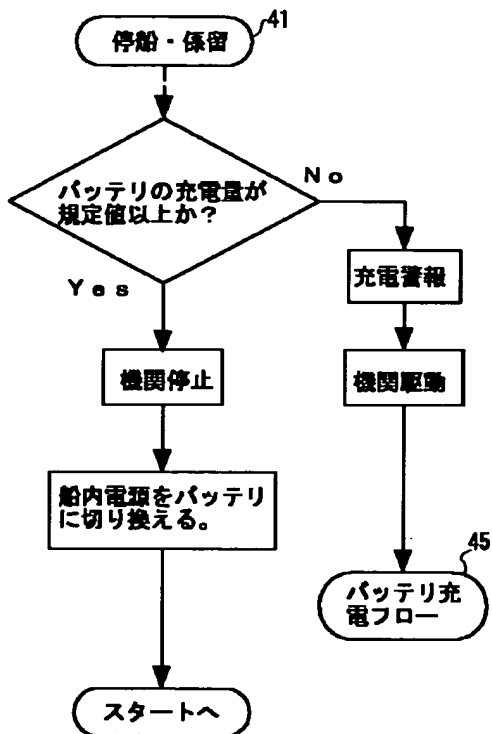 停船・係留
41
バッテリの充電量が
規定値以上か？
No
Yes
充電警報
機関停止
機関駆動
船内電源をバッテリ
に切り換える。
45
バッテリ充
電フロー
スタートへ